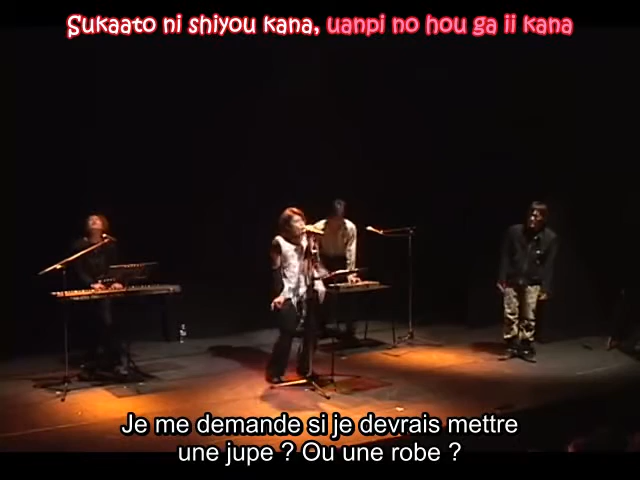 Sukaato ni shiyou kana, uanpi no hou ga ii kana
Je me demande si je devrais mettre
une jupe ? Ou une robe ?